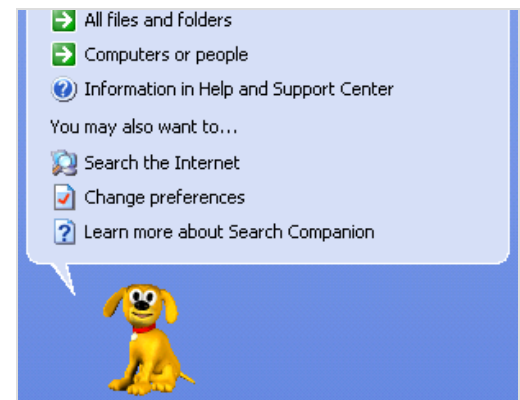 All files and folders
Computers or people
Information in Help and Support Center
You may also want to...
Search the Internet
Change preferences
Learn more about Search Companion